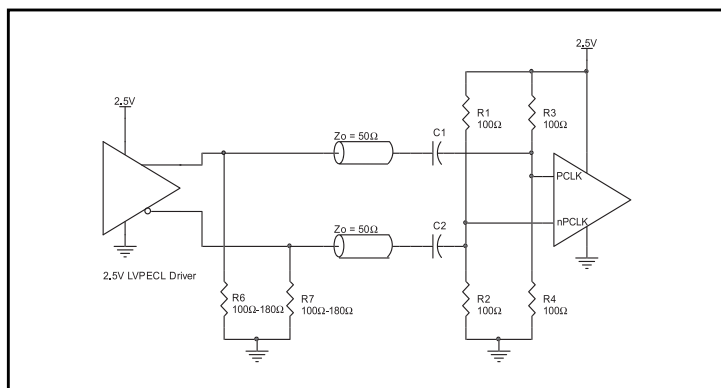 2.5V
2.5V
R1
100Ω
R3
100Ω
Zo = 50Ω
C1
PCLK
Zo = 50Ω
C2
nPCLK
2.5V LVPECL Driver
R6
100Ω-180Ω
R7
100Ω-180Ω
R2
100Ω
R4
100Ω